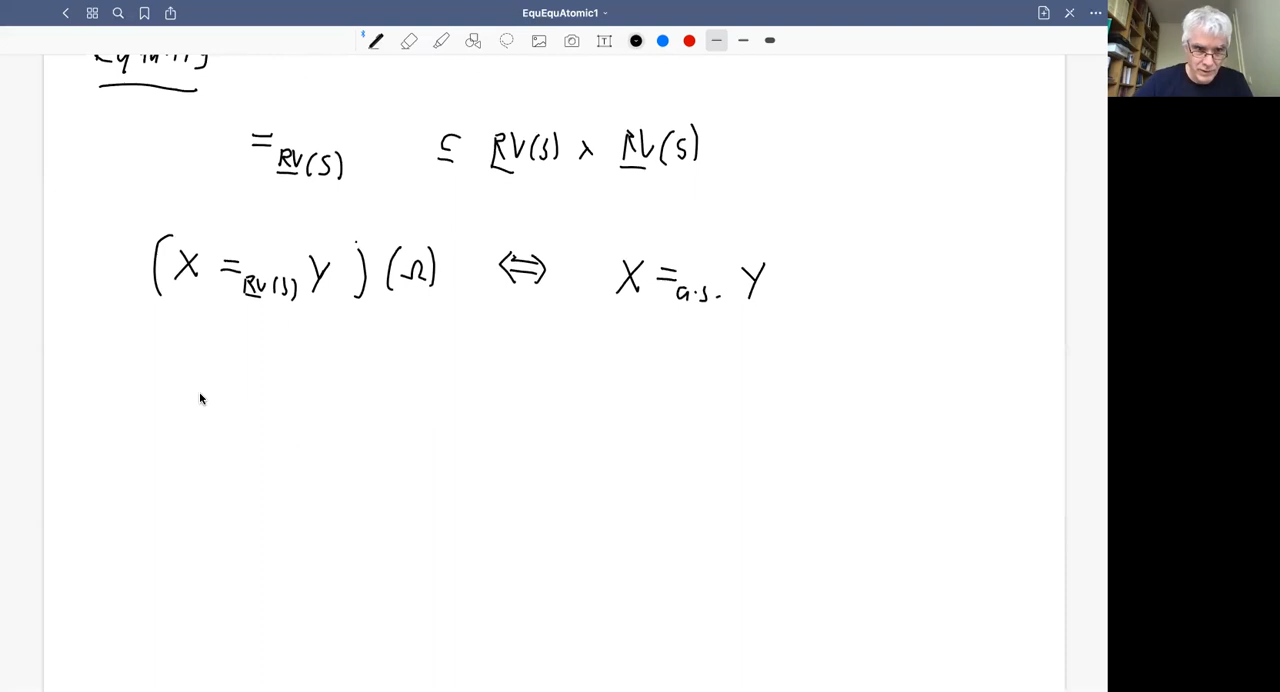 EquEquAtomic1
=RV(S) ⊆ RV(S) × RV(S)
(X =RV(S) Y)(Ω) ⇔ X =a.s. Y